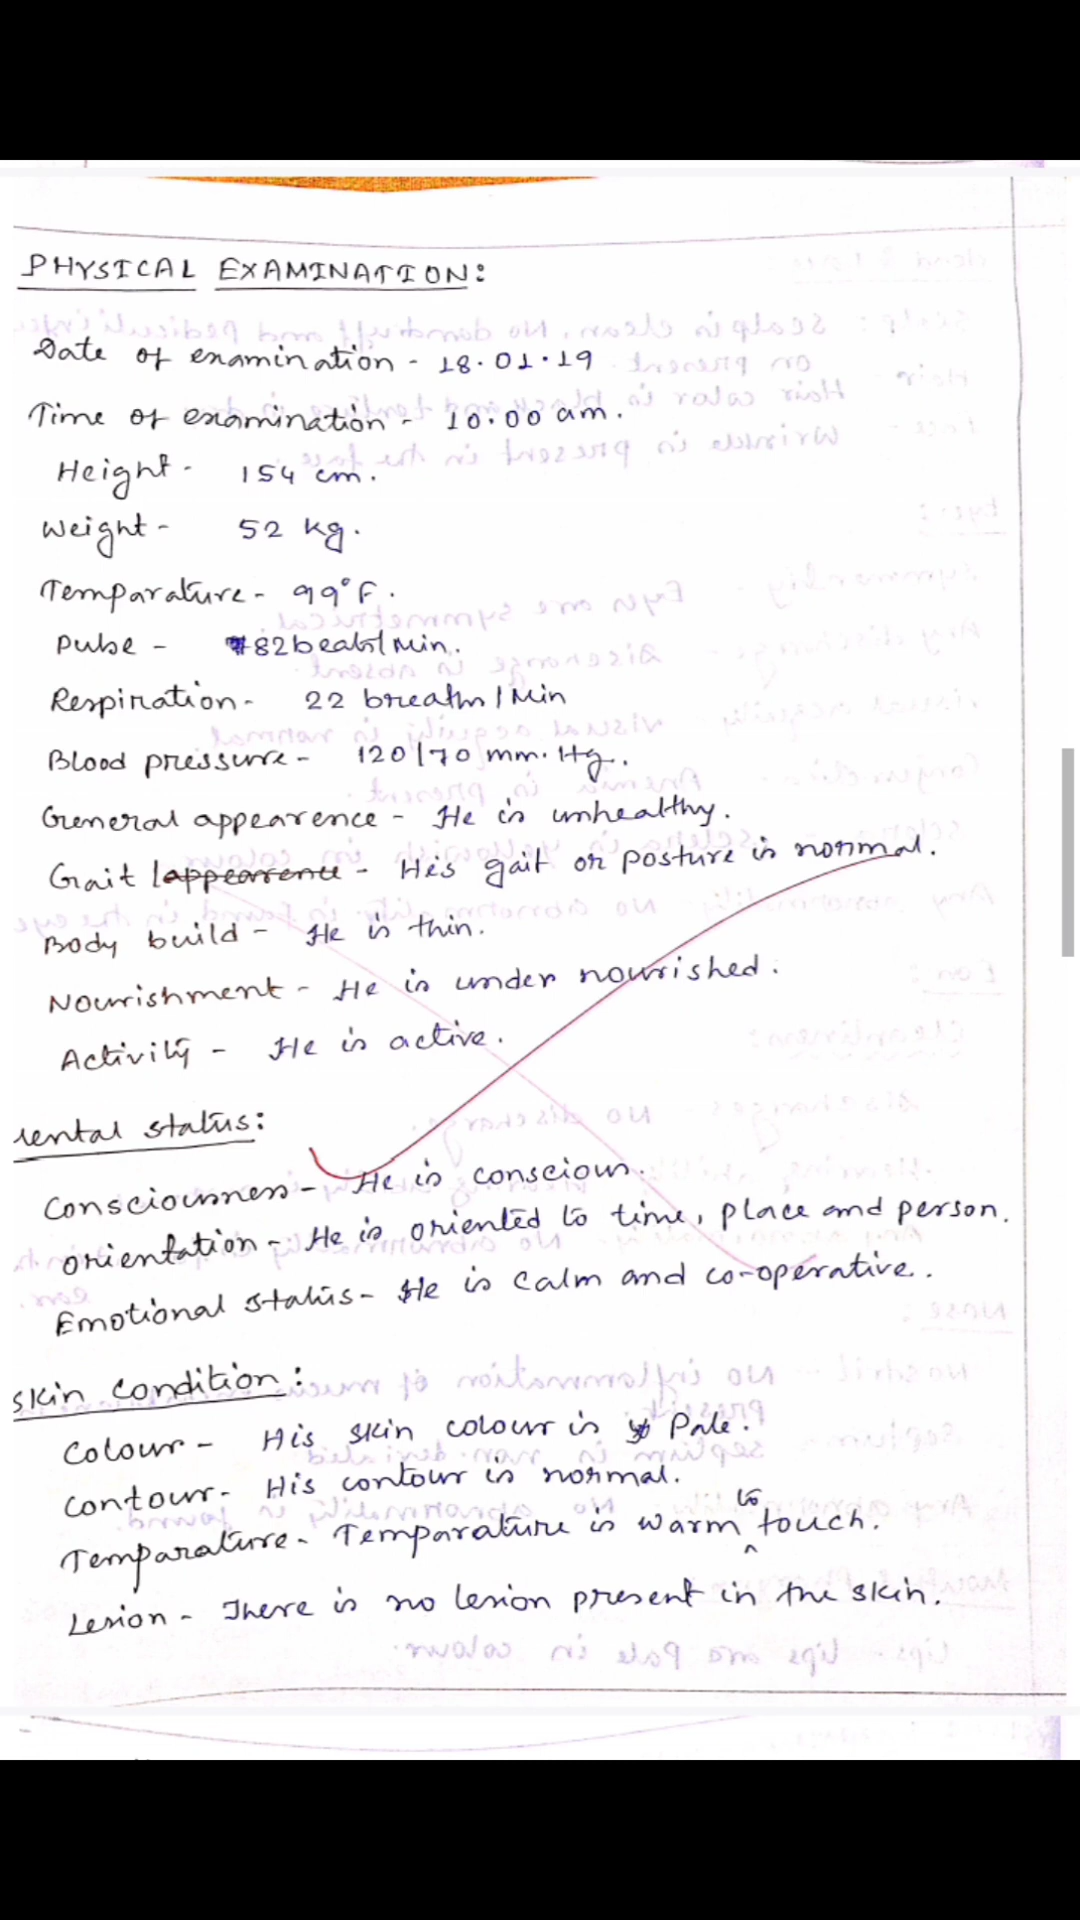 PHYSICAL EXAMINATION:
Date of examination - 18.01.19
Time of examination - 10.00 am.
Height - 154 cm.
Weight - 52 kg.
Temparature - 99°F.
Pulse - 82 beats/Min.
Respiration - 22 breaths/Min
Blood pressure - 120/70 mm.Hg.
General appearence - He is unhealthy.
Gait /appearence - He's gait or posture is normal.
Body build - He is thin.
Nourishment - He is under nourished.
Activity - He is active.
ental status:
Consciousness - He is conscious.
Orientation - He is oriented to time, place and person.
Emotional status - He is calm and co-operative.
Skin condition:
Colour - His skin colour is Pale.
Contour - His contour is normal.
Temparature - Temparature is warm to touch.
Lesion - There is no lesion present in the skin.